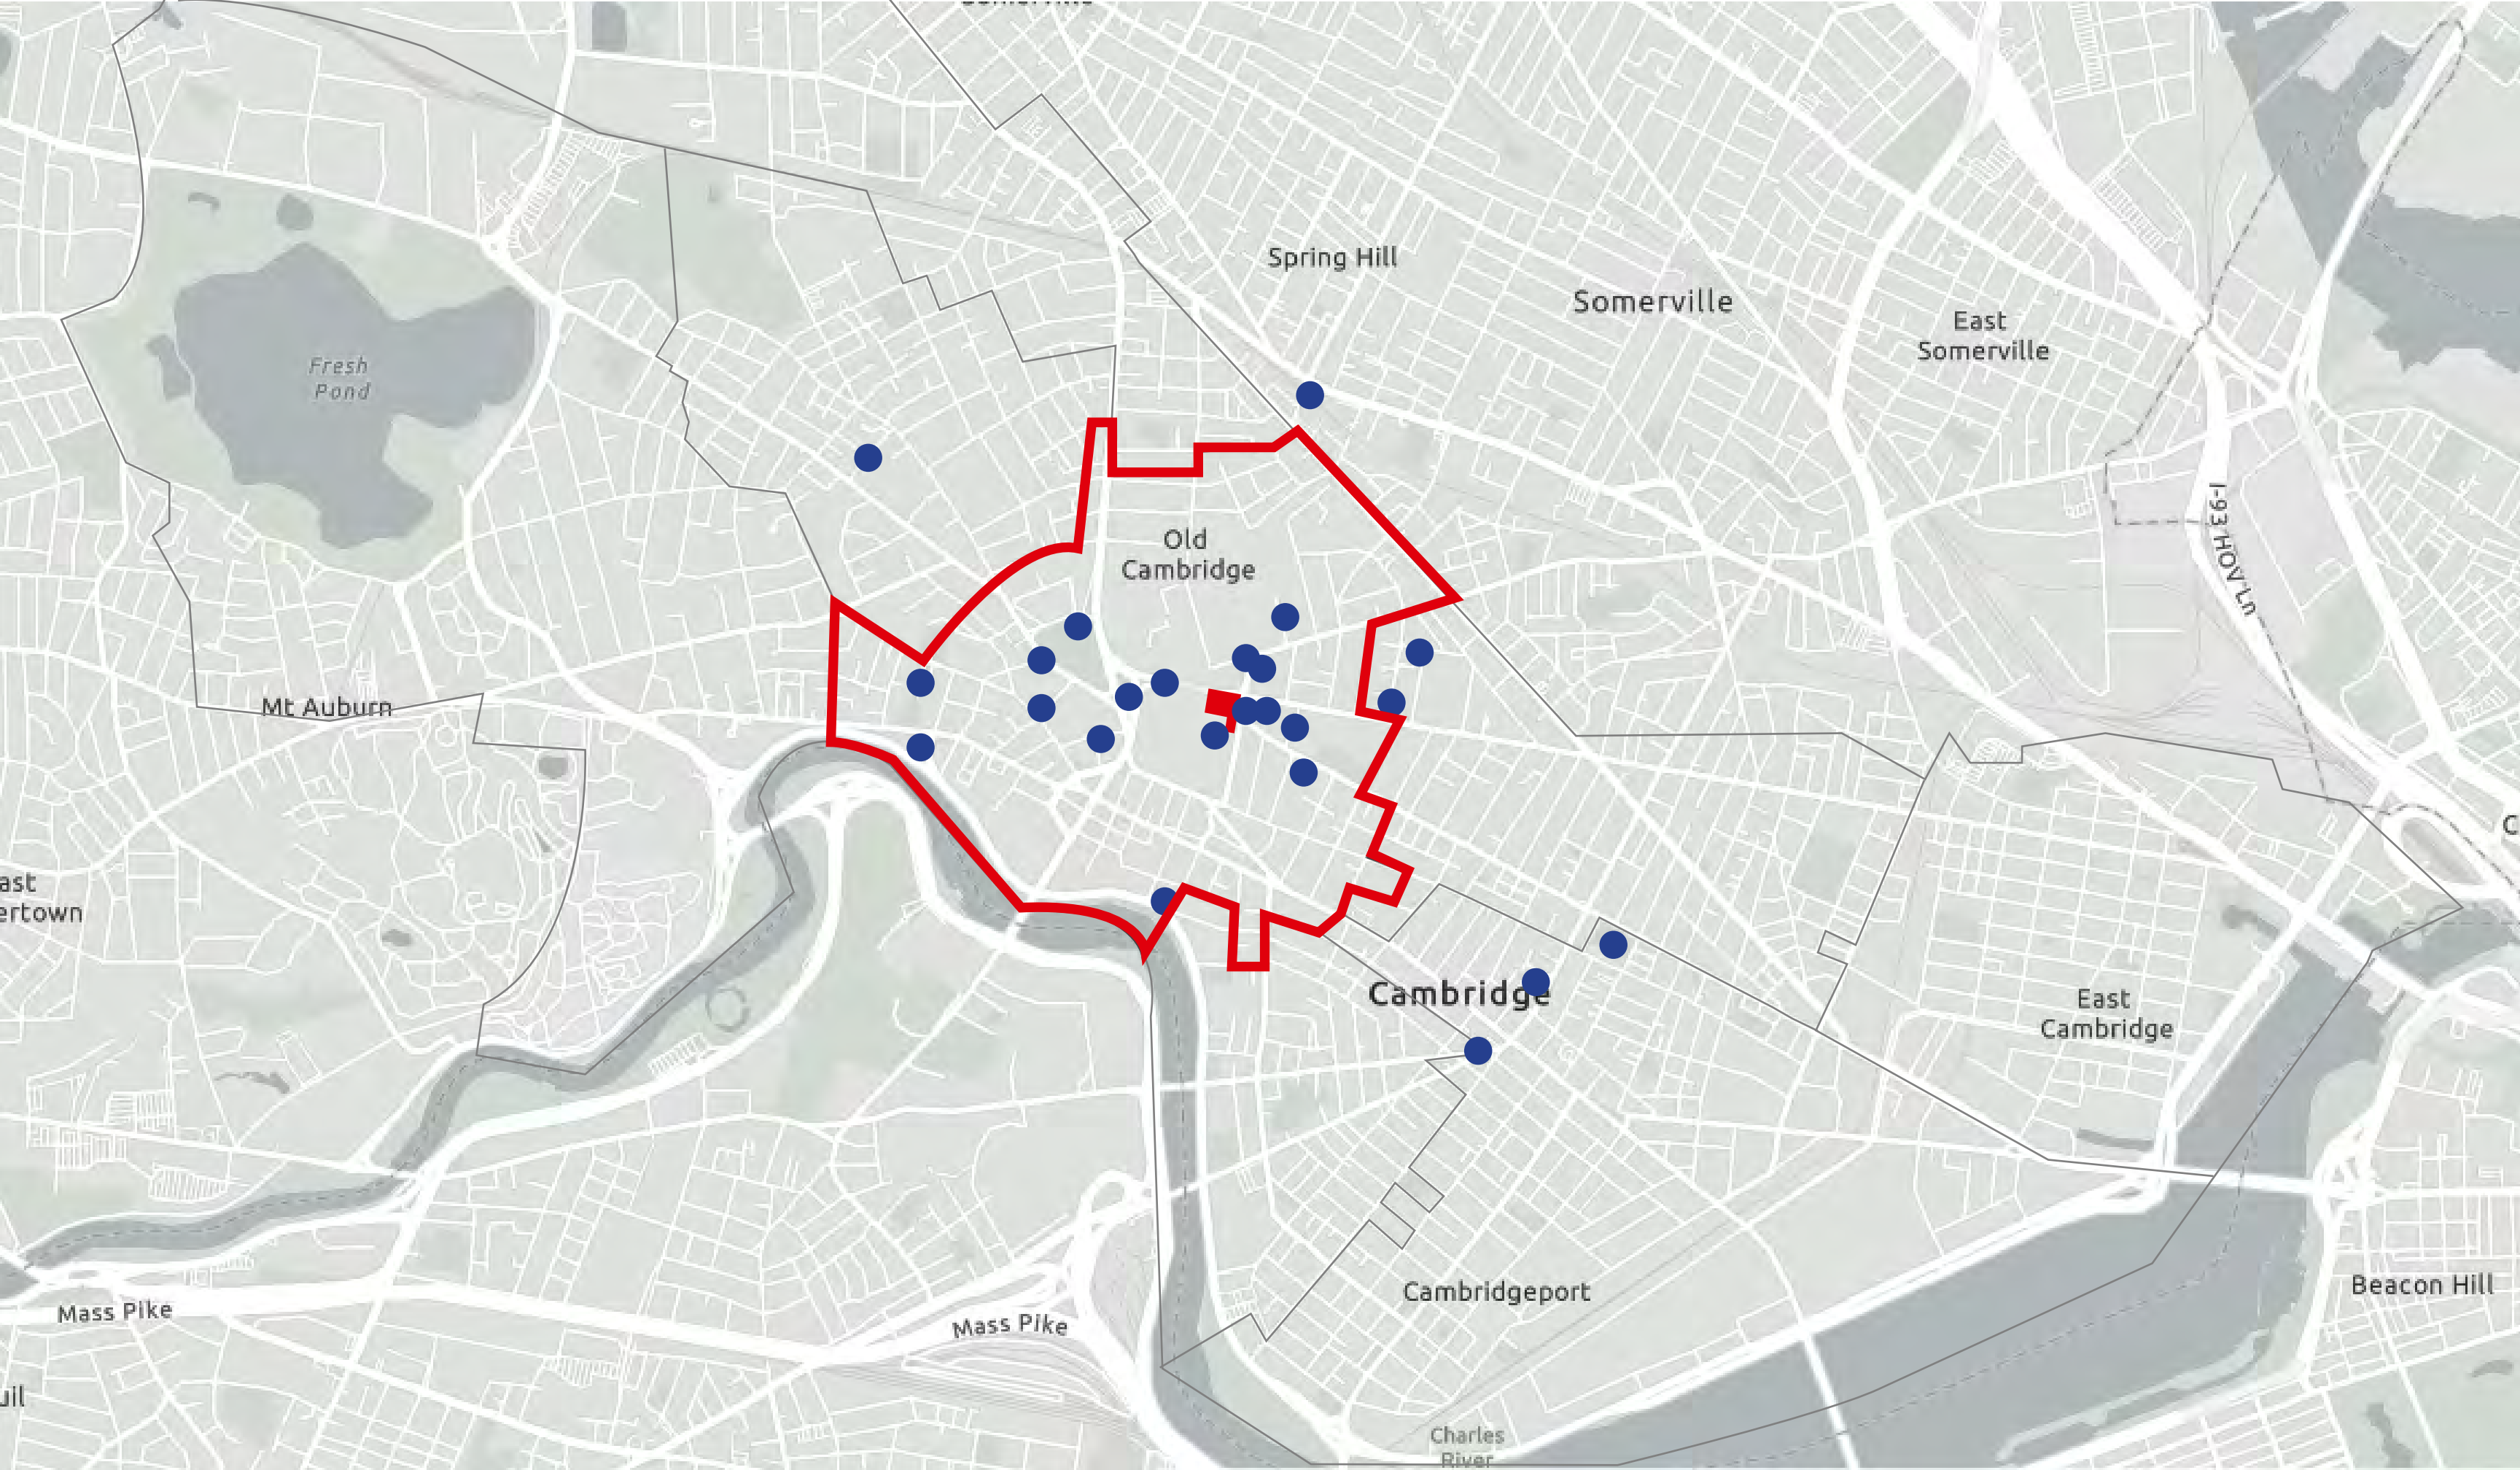 Spring Hill
Somerville
East
Somerville
Fresh
Pond
I-93 HOV Ln
Old
Cambridge
Mt Auburn
ast
ertown
Cambridge
East
Cambridge
Cambridgeport
Beacon Hill
Mass Pike
Mass Pike
Charles
River